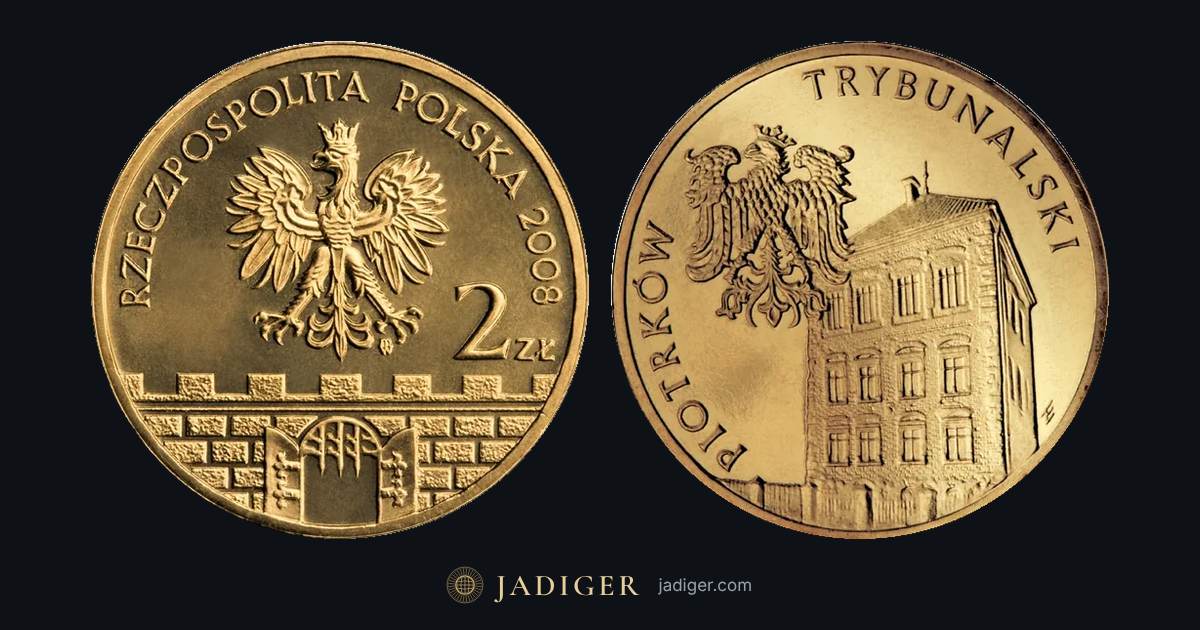 RZECZPOSPOLITA POLSKA 2008
2 ZŁ
PIOTRKÓW TRYBUNALSKI
JADIGER jadiger.com